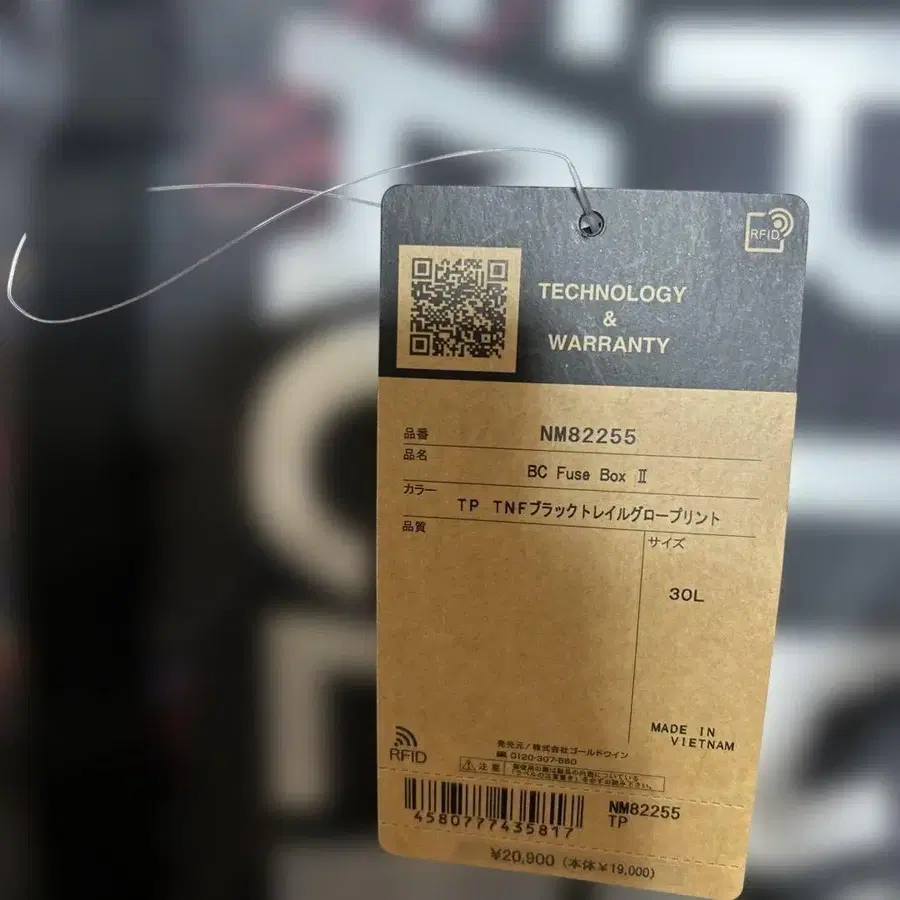 RFID
TECHNOLOGY
&
WARRANTY
品番 NM82255
品名 BC Fuse Box Ⅱ
カラー TP TNFブラックトレイルグロープリント
品質
サイズ
30L
MADE IN
VIETNAM
RFID
発売元/株式会社ゴールドウイン
0120-307-560
注意
NM82255
TP
4580777435817
¥20,900 (本体¥19,000)